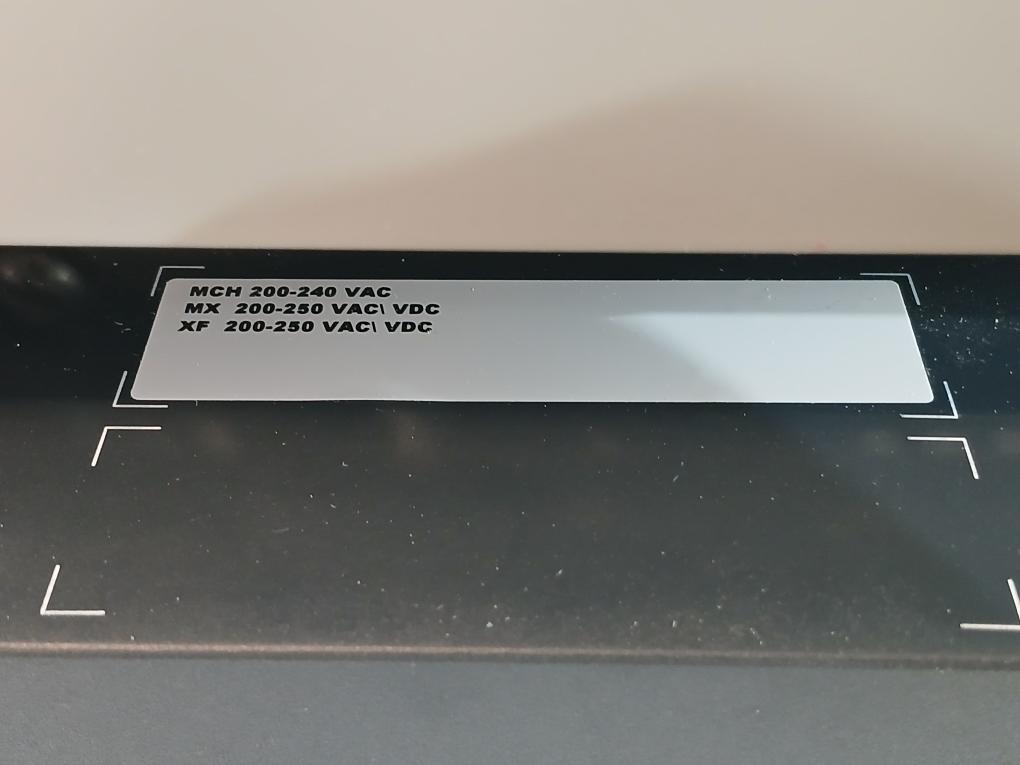 MCH 200-240 VAC
MX 200-250 VAC\ VDC
XF 200-250 VAC\ VDC